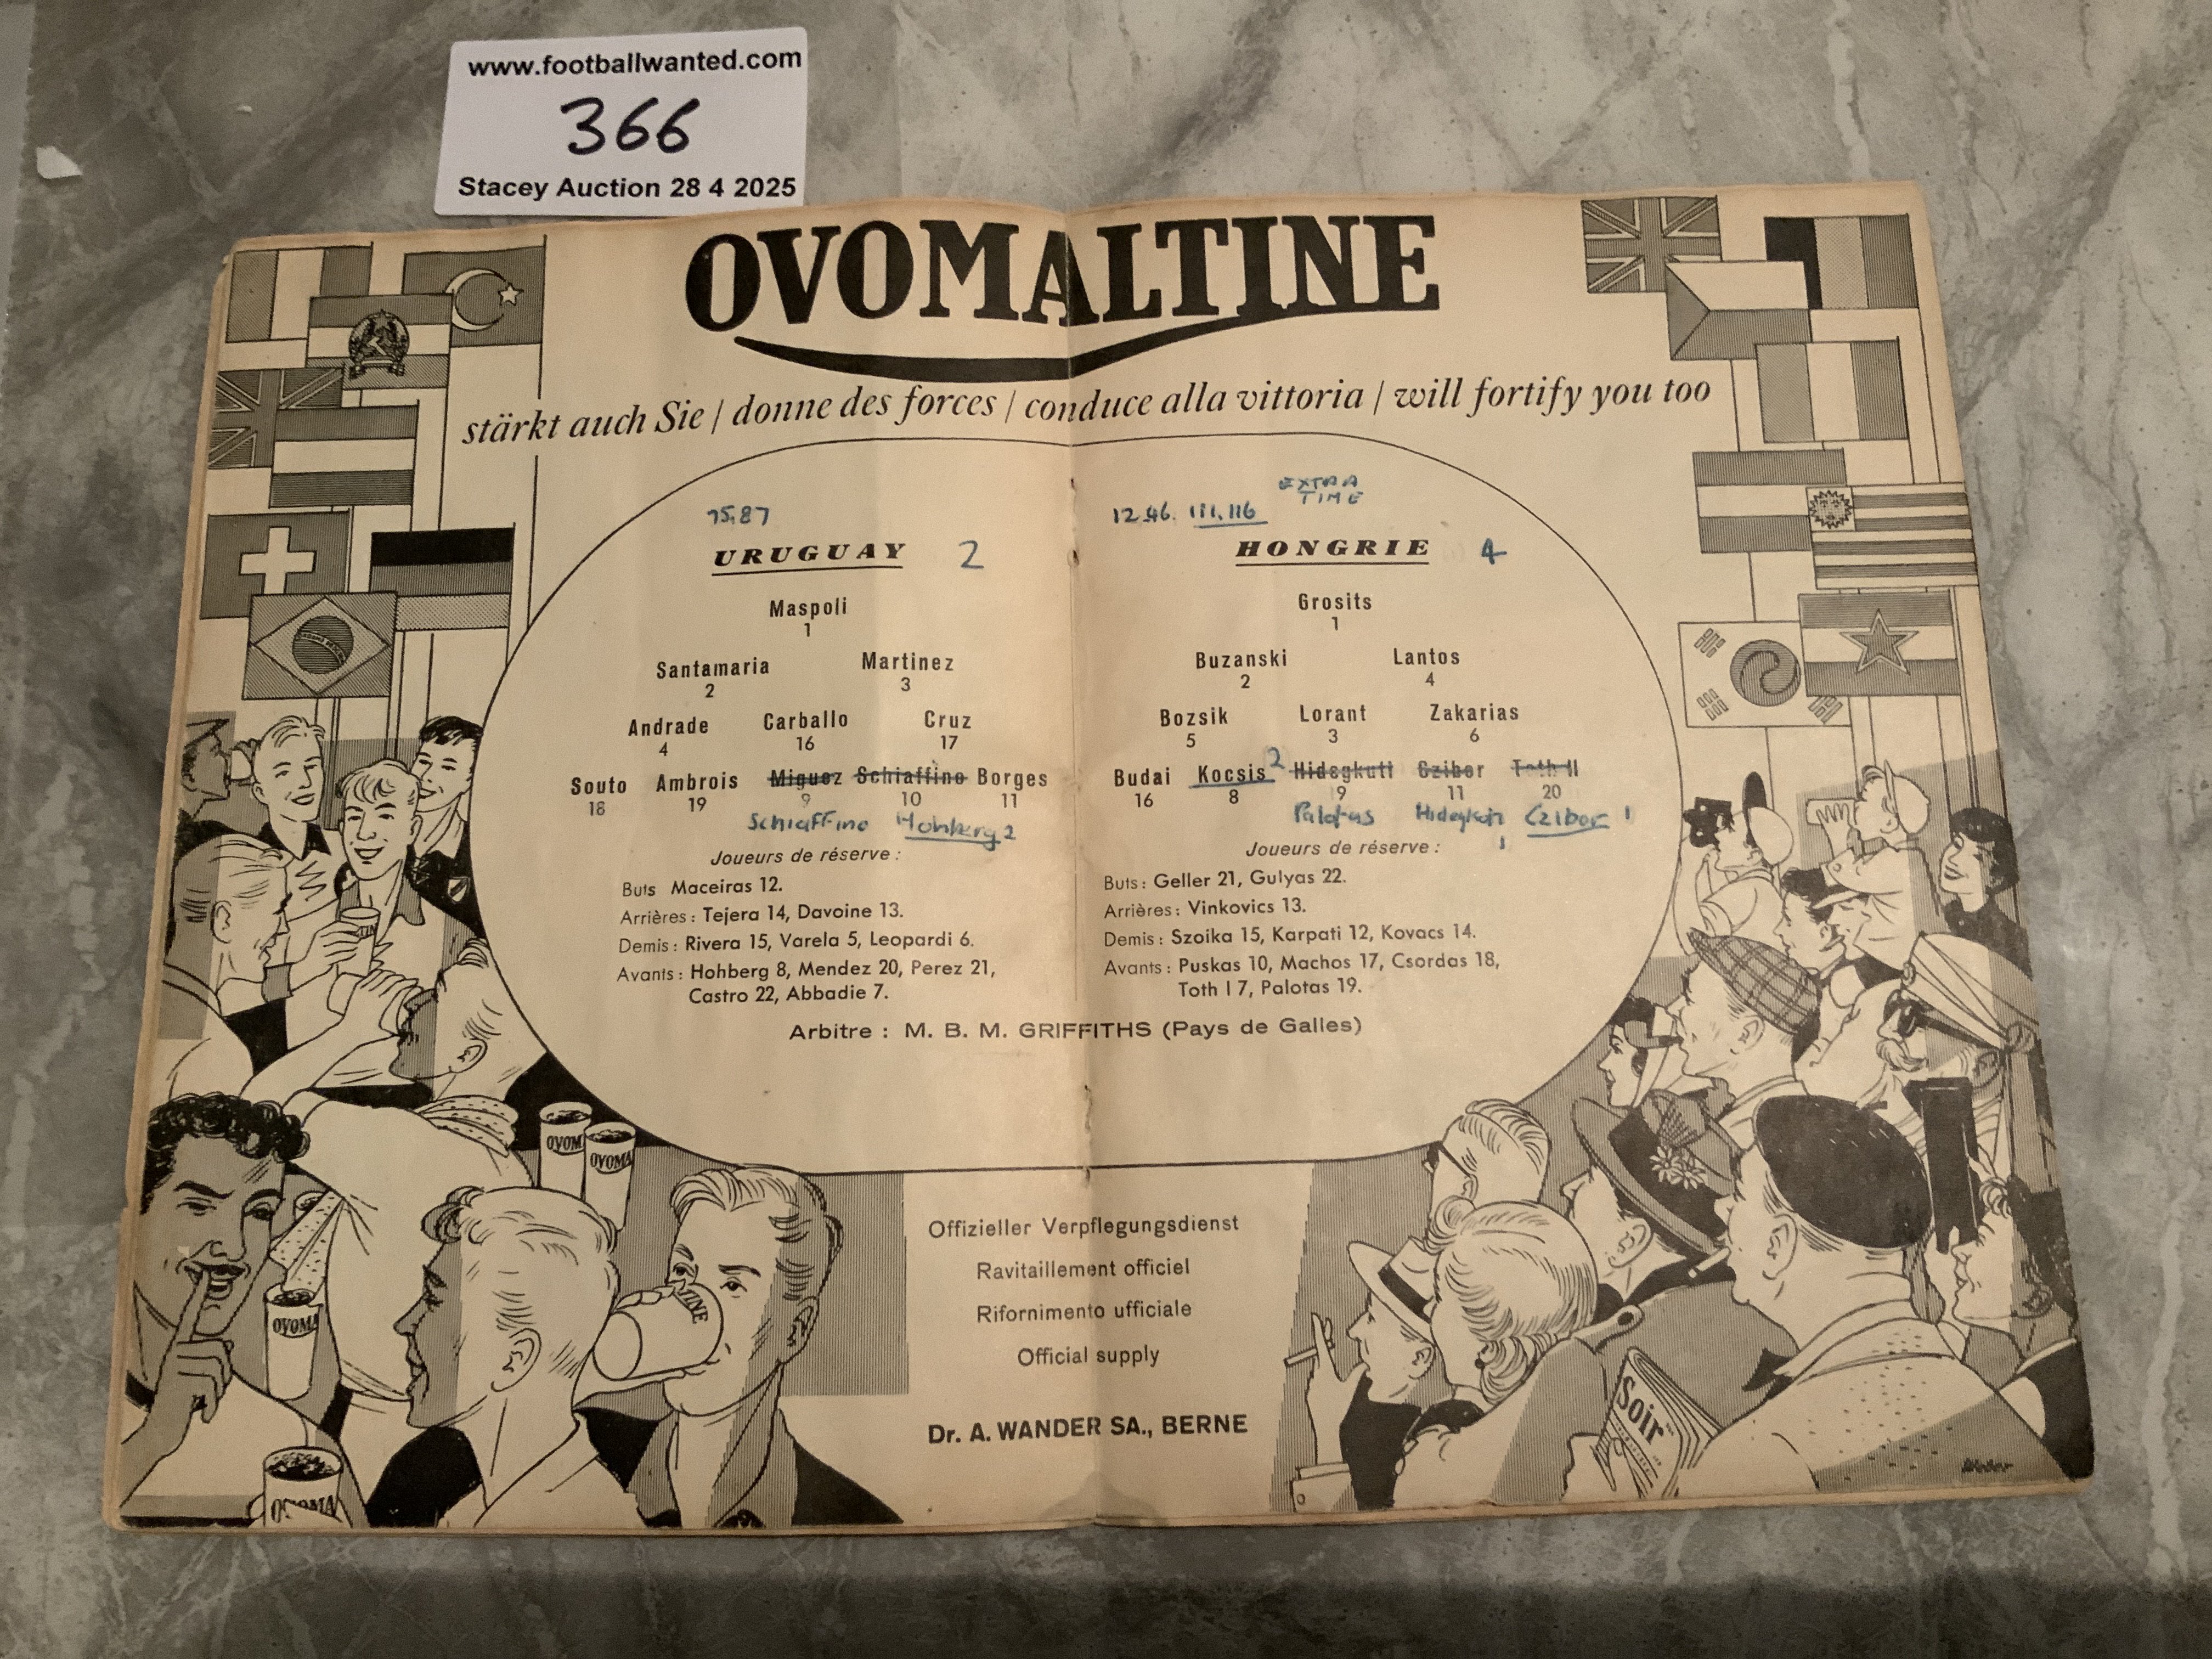 www.footballwanted.com
366
Stacey Auction 28 4 2025
OVOMALTINE
stärkt auch Sie / donne des forces / conduce alla vittoria / will fortify you too
75,87
URUGUAY 2
Maspoli
1
Santamaria Martinez
2 3
Andrade Carballo Cruz
4 16 17
Souto Ambrois Miguez Schiaffino Borges
18 19 9 10 11
Schiaffino Hohberg 2
Joueurs de réserve :
Buts Maceiras 12.
Arrières : Tejera 14, Davoine 13.
Demis : Rivera 15, Varela 5, Leopardi 6.
Avants : Hohberg 8, Mendez 20, Perez 21,
Castro 22, Abbadie 7.
EXTRA
TIME
12.46. 111.116
HONGRIE 4
Grosits
1
Buzanski Lantos
2 4
Bozsik Lorant Zakarias
5 3 6
Budai Kocsis 2 Hidegkuti Czibor Toth II
16 8 9 11 20
Palotas Hidegkuti Czibor 1
1
Joueurs de réserve :
Buts : Geller 21, Gulyas 22.
Arrières : Vinkovics 13.
Demis : Szoika 15, Karpati 12, Kovacs 14.
Avants : Puskas 10, Machos 17, Csordas 18,
Toth I 7, Palotas 19.
Arbitre : M. B. M. GRIFFITHS (Pays de Galles)
OVOM
OVOMA
OVOMA
TINE
OVOMA
Offizieller Verpflegungsdienst
Ravitaillement officiel
Rifornimento ufficiale
Official supply
Dr. A. WANDER SA., BERNE
Soir